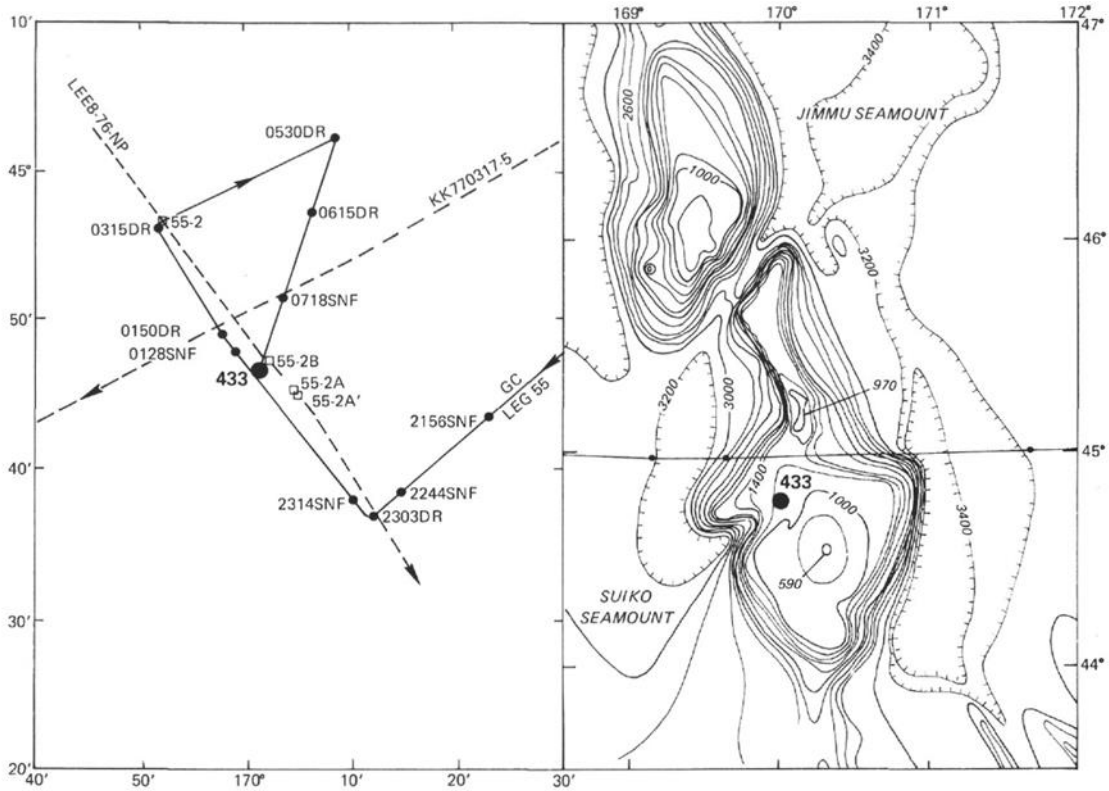 10'
45°
50'
40'
30'
20'
40'
50'
170°
10'
20'
30'
LEE8-76-NP
0530DR
KK770317-5
55-2
0315DR
0615DR
0718SNF
0150DR
0128SNF
55-2B
433
55-2A
55-2A'
GC
LEG 55
2156SNF
2244SNF
2314SNF
2303DR
169°
170°
171°
172°
47°
46°
45°
44°
3400
JIMMU SEAMOUNT
2600
1000
3200
970
3000
3200
1400
433
1000
3400
590
SUIKO
SEAMOUNT